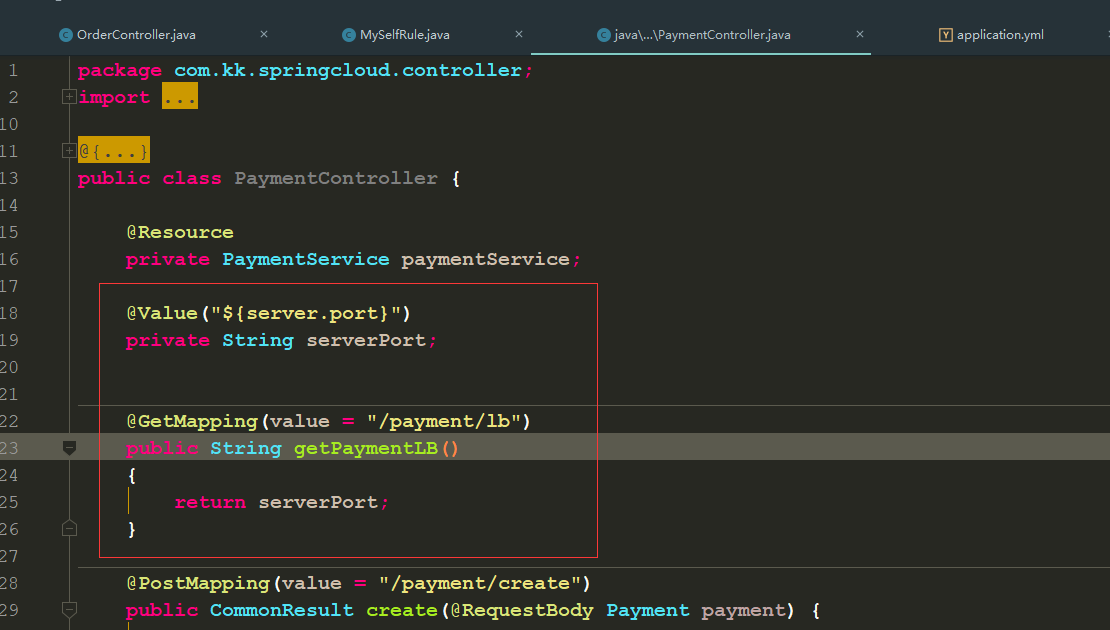 OrderController.java × MySelfRule.java × java\...\PaymentController.java × application.yml
1 package com.kk.springcloud.controller;
2 import ...
10
11 @{...}
13 public class PaymentController {
14
15 @Resource
16 private PaymentService paymentService;
17
18 @Value("${server.port}")
19 private String serverPort;
20
21
22 @GetMapping(value = "/payment/lb")
23 public String getPaymentLB()
24 {
25 return serverPort;
26 }
27
28 @PostMapping(value = "/payment/create")
29 public CommonResult create(@RequestBody Payment payment) {